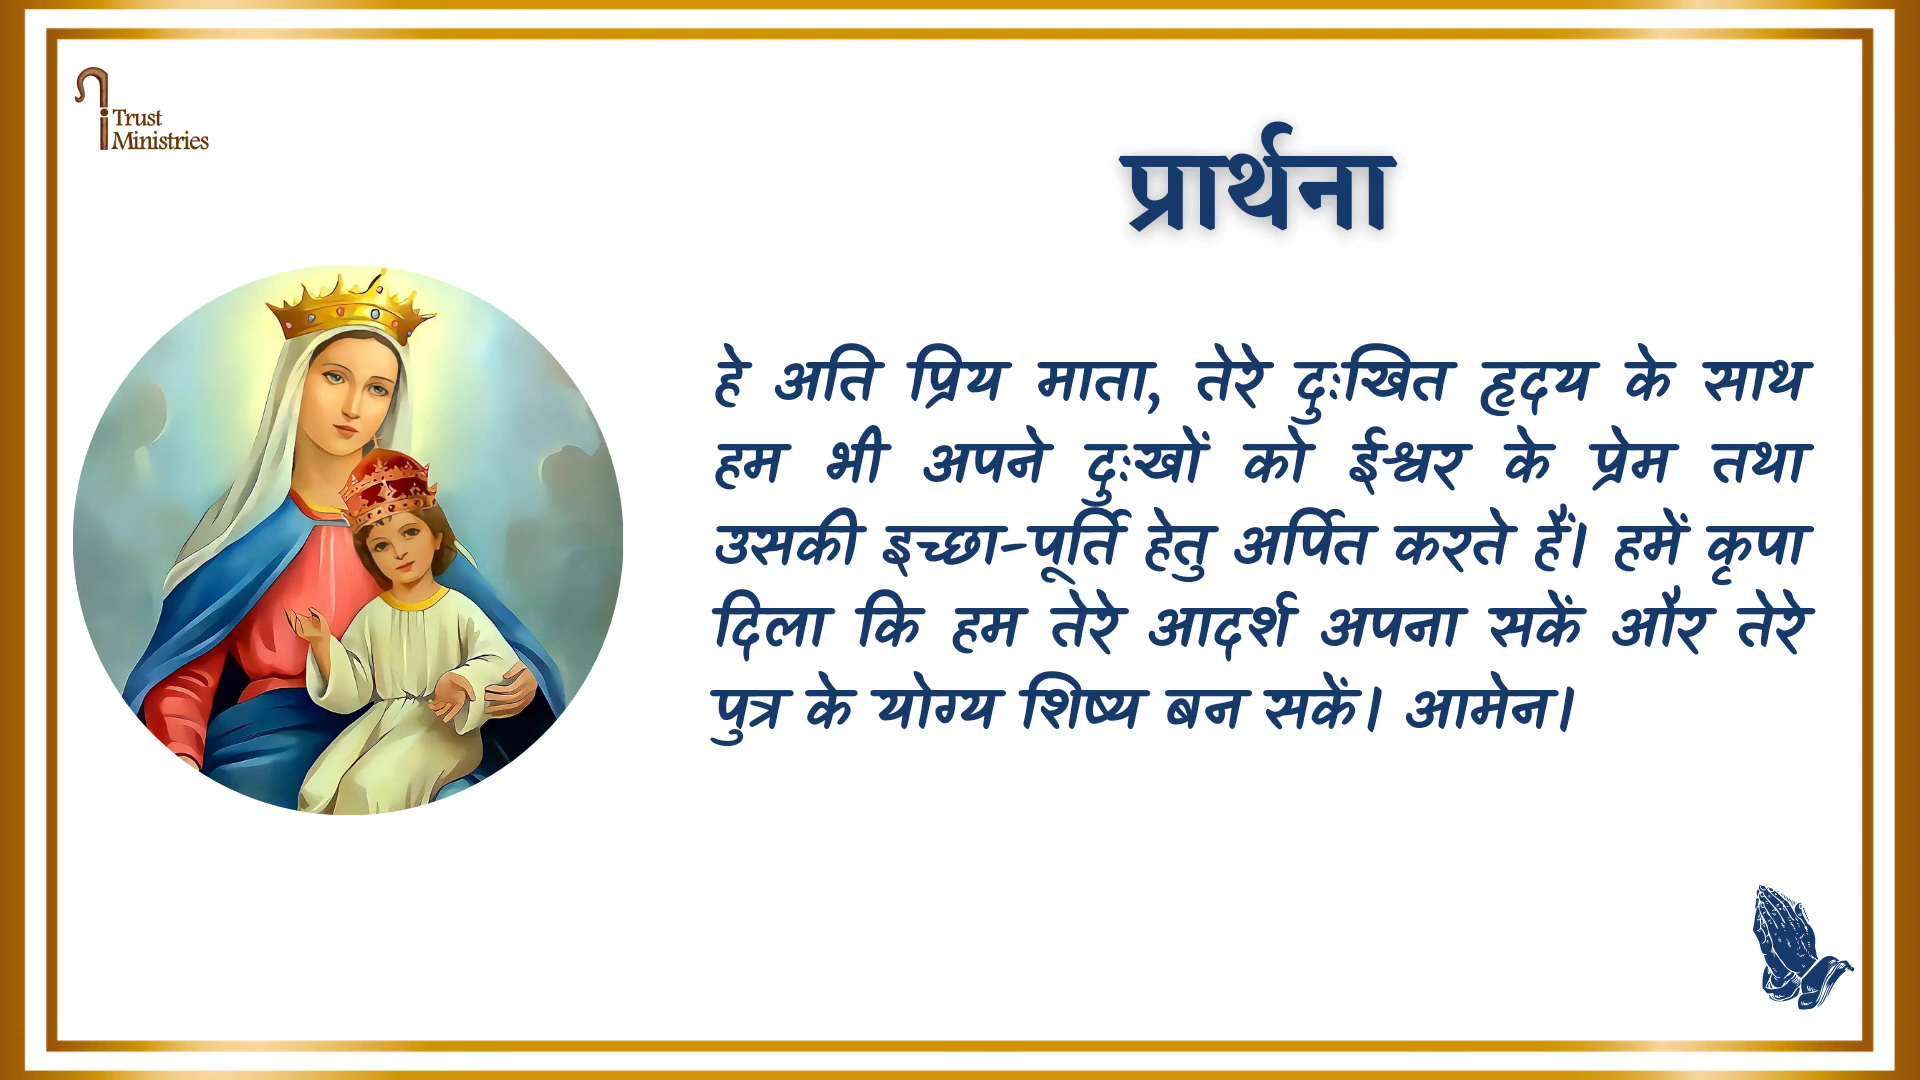 Trust
Ministries
प्रार्थना
हे अति प्रिय माता, तेरे दुःखित हृदय के साथ
हम भी अपने दुःखों को ईश्वर के प्रेम तथा
उसकी इच्छा-पूर्ति हेतु अर्पित करते हैं। हमें कृपा
दिला कि हम तेरे आदर्श अपना सकें और तेरे
पुत्र के योग्य शिष्य बन सकें। आमेन।